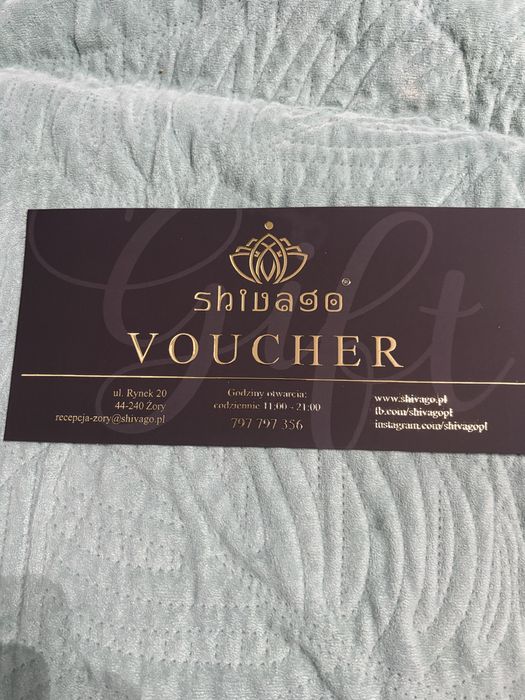 Gift
shivago®
VOUCHER
ul. Rynek 20
44-240 Żory
recepcja-zory@shivago.pl
Godziny otwarcia:
codziennie 11:00 - 21:00
797 797 356
www.shivago.pl
fb.com/shivagopl
instagram.com/shivagopl